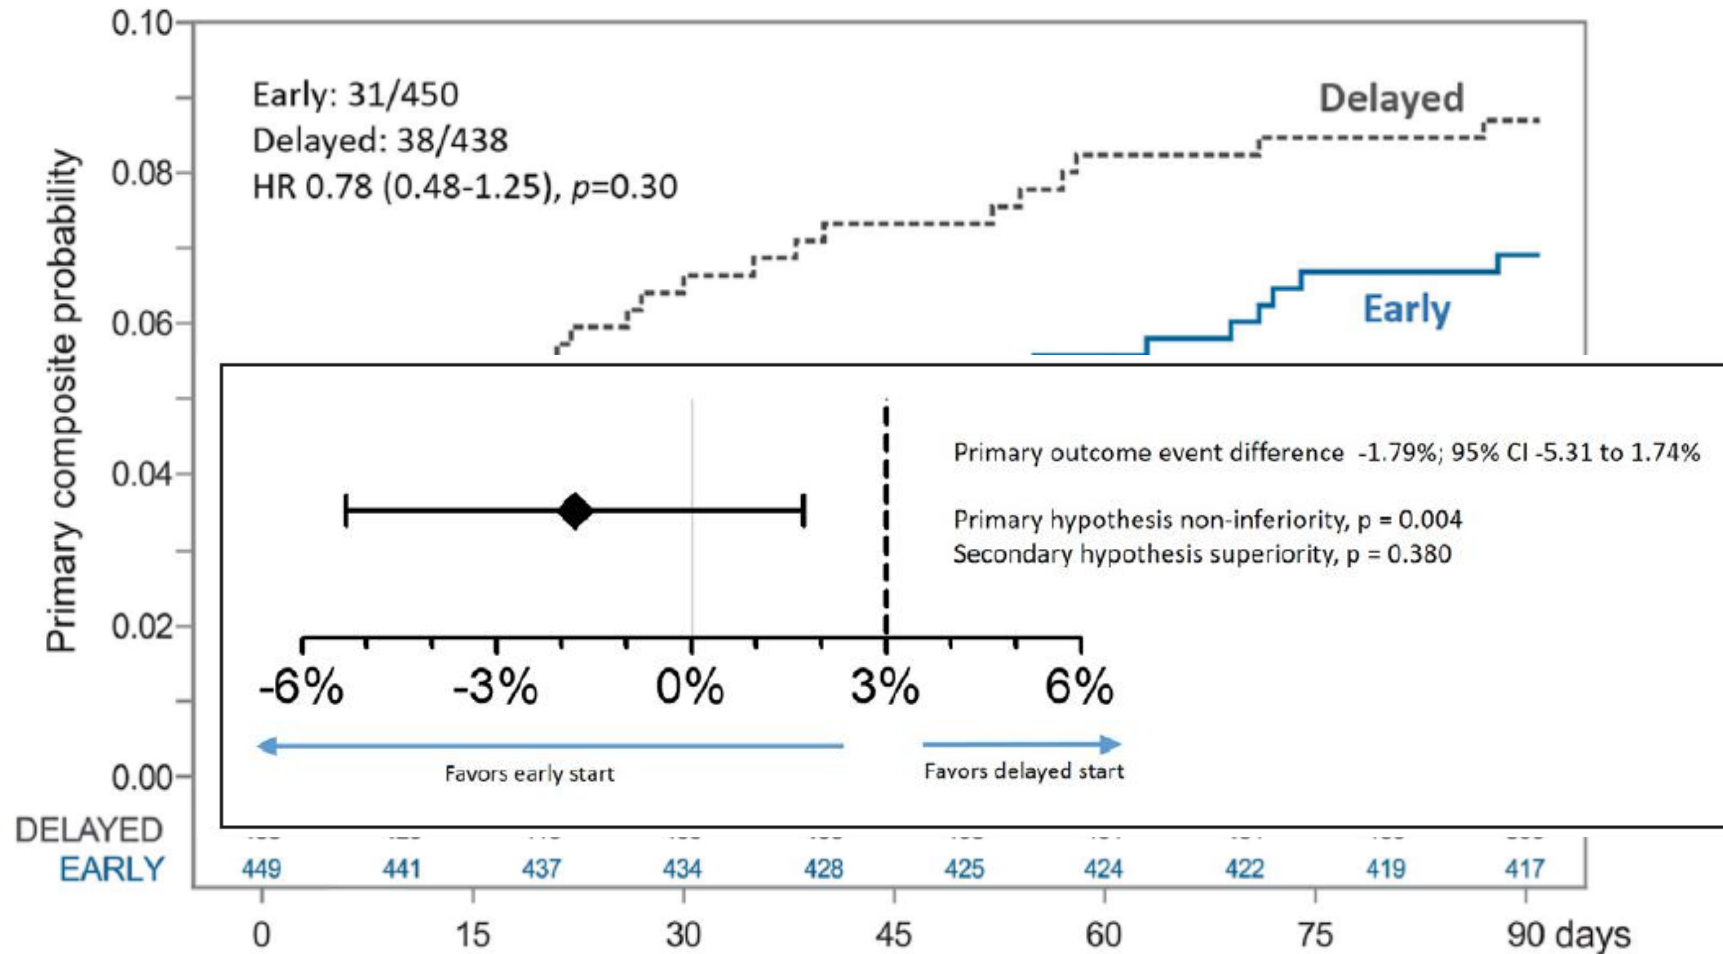 0.10
0.08
0.06
0.04
0.02
0.00
Primary composite probability
Early: 31/450
Delayed: 38/438
HR 0.78 (0.48-1.25), p=0.30
Delayed
Early
Primary outcome event difference -1.79%; 95% CI -5.31 to 1.74%
Primary hypothesis non-inferiority, p = 0.004
Secondary hypothesis superiority, p = 0.380
-6% -3% 0% 3% 6%
Favors early start Favors delayed start
DELAYED
EARLY 449 441 437 434 428 425 424 422 419 417
0 15 30 45 60 75 90 days